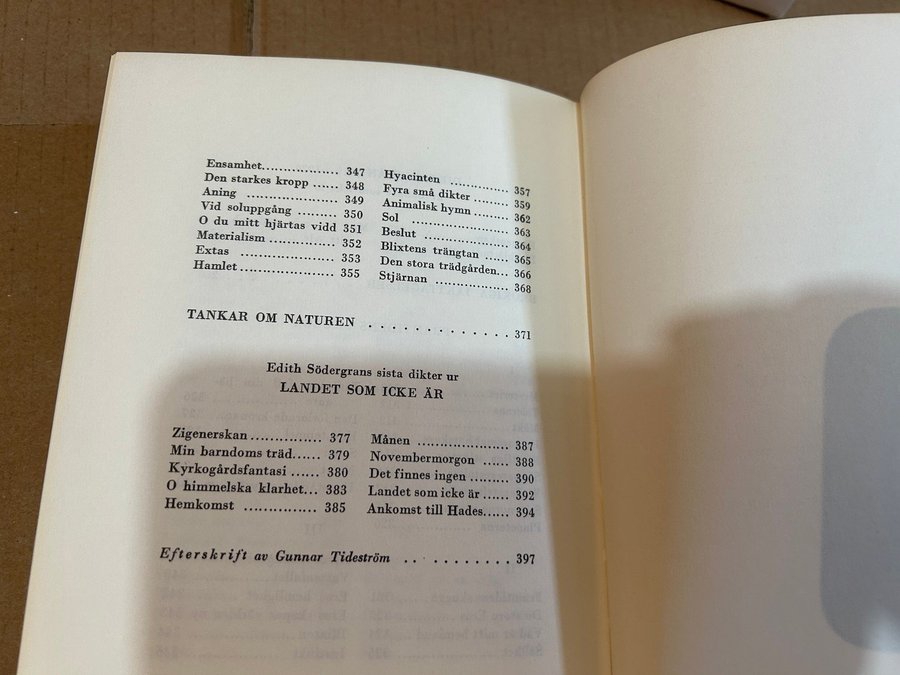 Ensamhet................... 347
Den starkes kropp ...... 348
Aning ..................... 349
Vid soluppgång ......... 350
O du mitt hjärtas vidd 351
Materialism ............... 352
Extas ..................... 353
Hamlet..................... 355
Hyacinten ............... 357
Fyra små dikter ......... 359
Animalisk hymn ......... 362
Sol ........................ 363
Beslut ..................... 364
Blixtens trängtan ...... 365
Den stora trädgården... 366
Stjärnan .................. 368
TANKAR OM NATUREN . . . . . . . . . . . . . 371
Edith Södergrans sista dikter ur
LANDET SOM ICKE ÄR
Zigenerskan............... 377
Min barndoms träd...... 379
Kyrkogårdsfantasi ...... 380
O himmelska klarhet... 383
Hemkomst ............... 385
Månen .................. 387
Novembermorgon ...... 388
Det finnes ingen ......... 390
Landet som icke är ...... 392
Ankomst till Hades...... 394
Efterskrift av Gunnar Tideström . . . . . . . . . . . 397